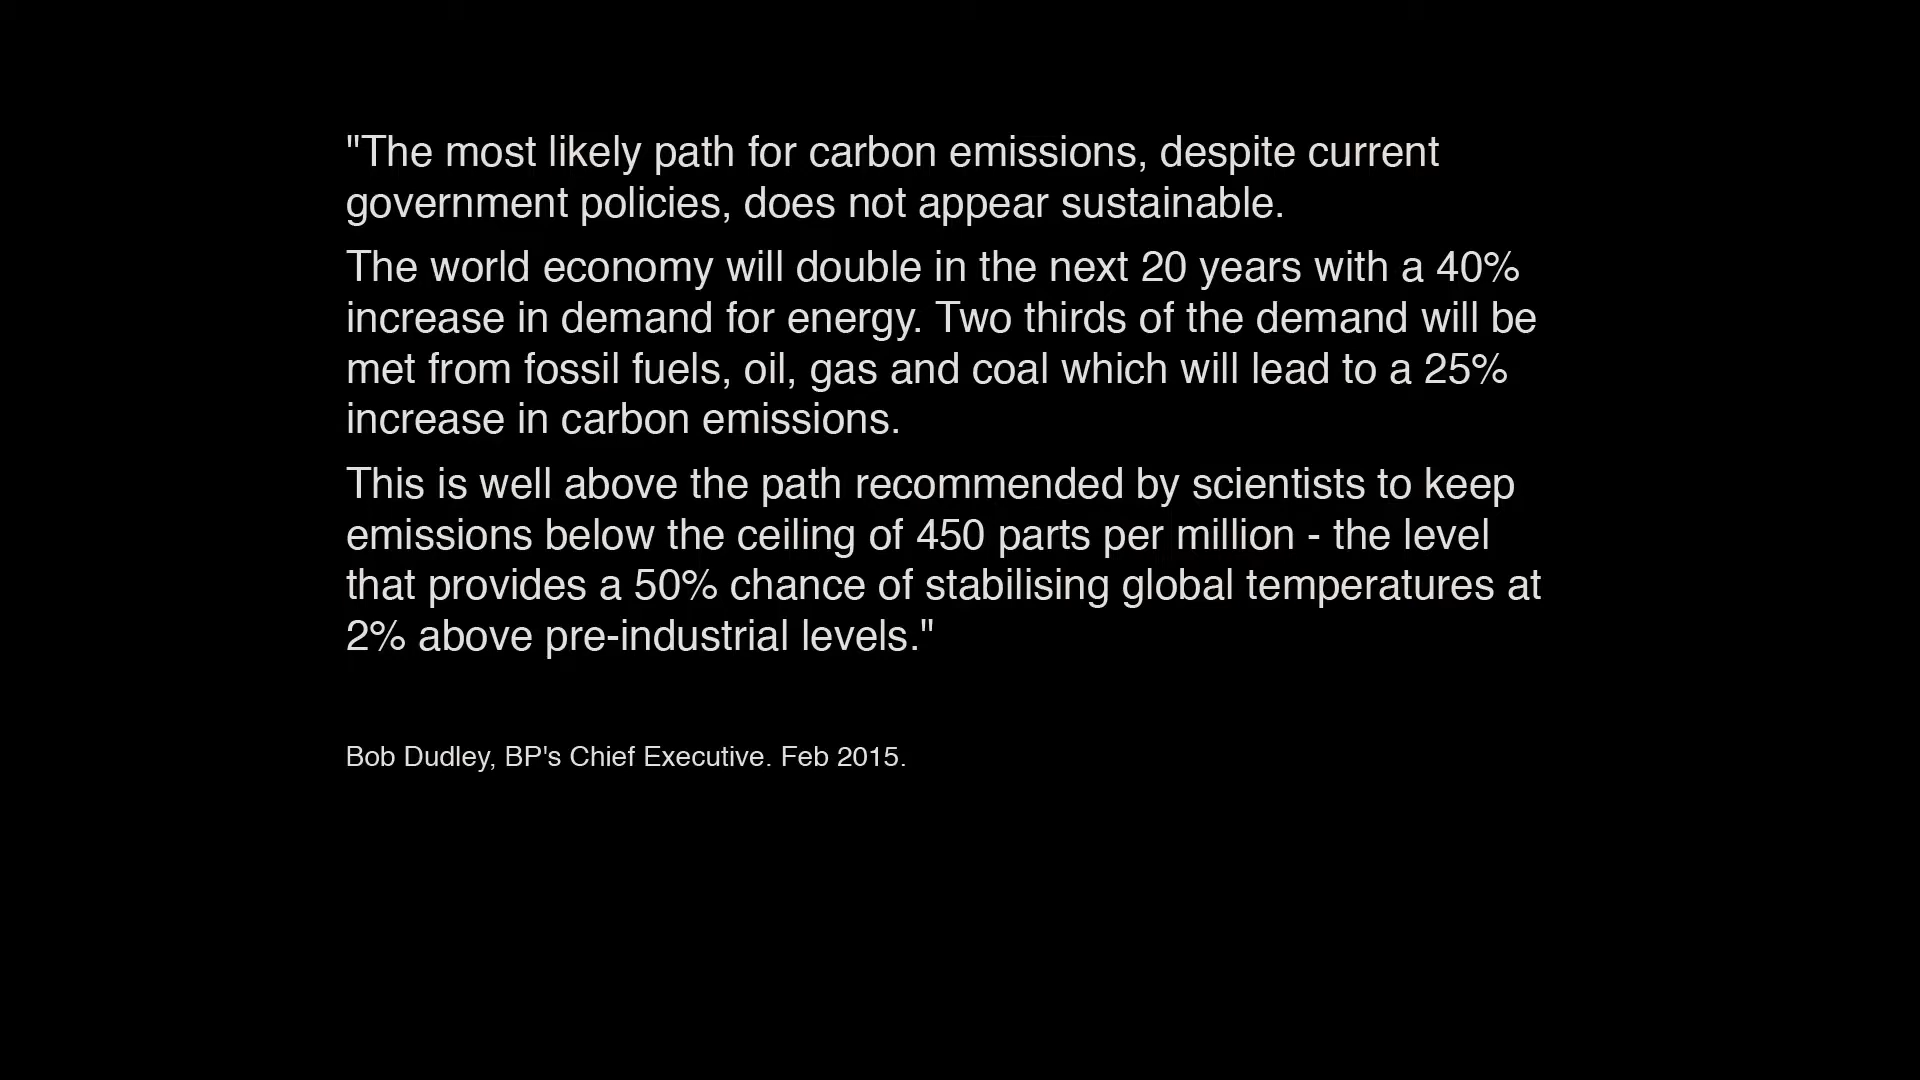 "The most likely path for carbon emissions, despite current
government policies, does not appear sustainable.
The world economy will double in the next 20 years with a 40%
increase in demand for energy. Two thirds of the demand will be
met from fossil fuels, oil, gas and coal which will lead to a 25%
increase in carbon emissions.
This is well above the path recommended by scientists to keep
emissions below the ceiling of 450 parts per million - the level
that provides a 50% chance of stabilising global temperatures at
2% above pre-industrial levels."
Bob Dudley, BP's Chief Executive. Feb 2015.